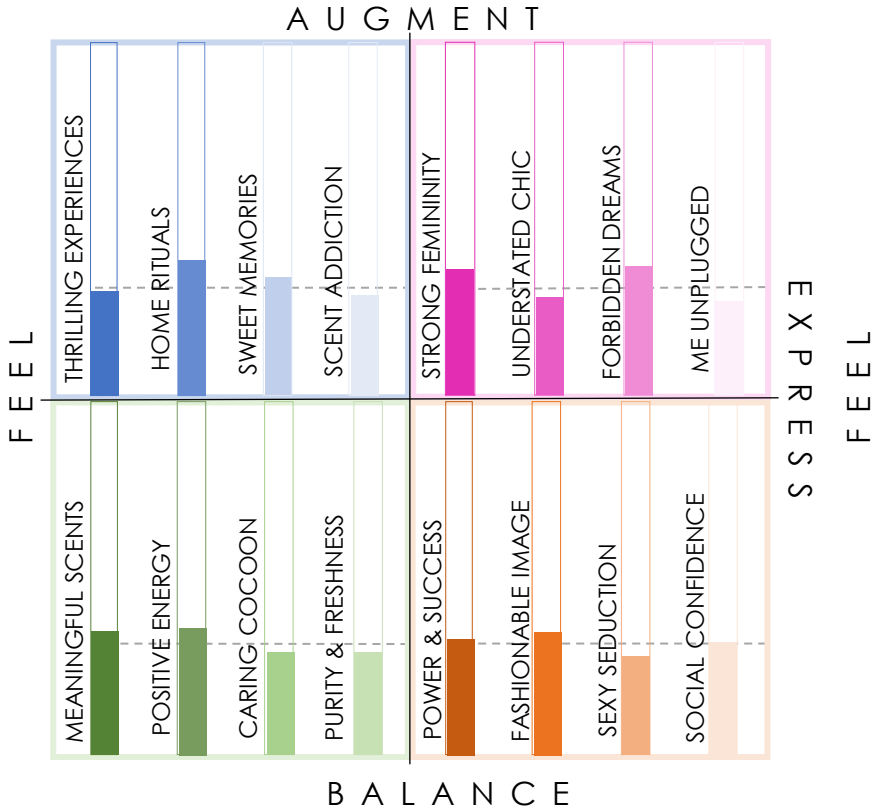 AUGMENT
THRILLING EXPERIENCES
HOME RITUALS
SWEET MEMORIES
SCENT ADDICTION
STRONG FEMININITY
UNDERSTATED CHIC
FORBIDDEN DREAMS
ME UNPLUGGED
FEEL
EXPRESS
FEEL
MEANINGFUL SCENTS
POSITIVE ENERGY
CARING COCOON
PURITY & FRESHNESS
POWER & SUCCESS
FASHIONABLE IMAGE
SEXY SEDUCTION
SOCIAL CONFIDENCE
BALANCE